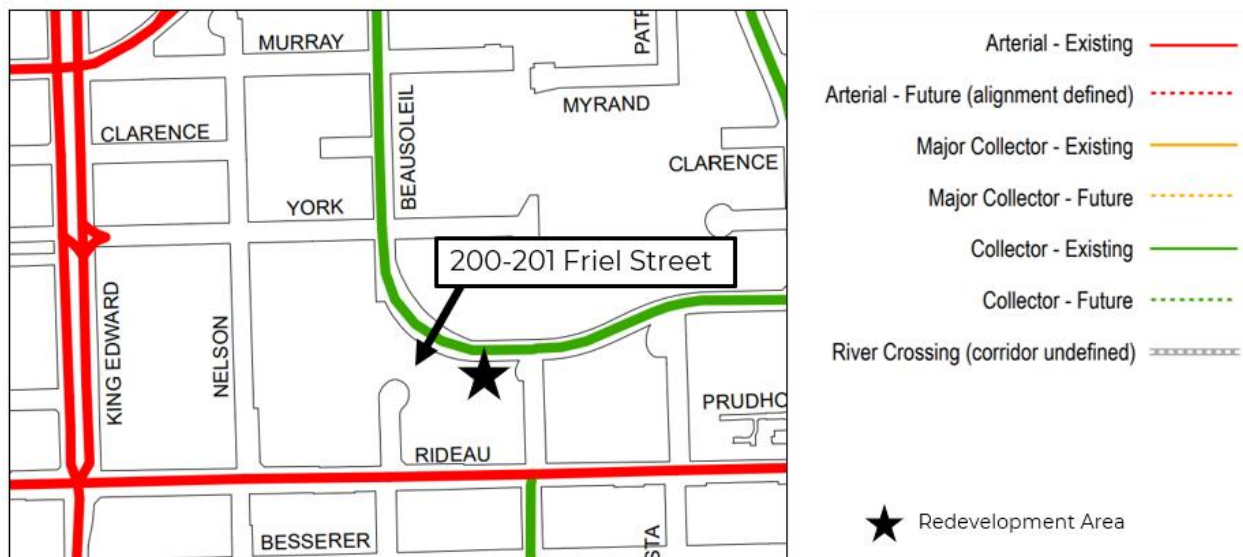 MURRAY
PATR
BEAUSOLEIL
MYRAND
CLARENCE
CLARENCE
YORK
200-201 Friel Street
KING EDWARD
NELSON
PRUDHO
RIDEAU
BESSERER
STA
Arterial - Existing
Arterial - Future (alignment defined)
Major Collector - Existing
Major Collector - Future
Collector - Existing
Collector - Future
River Crossing (corridor undefined)
Redevelopment Area